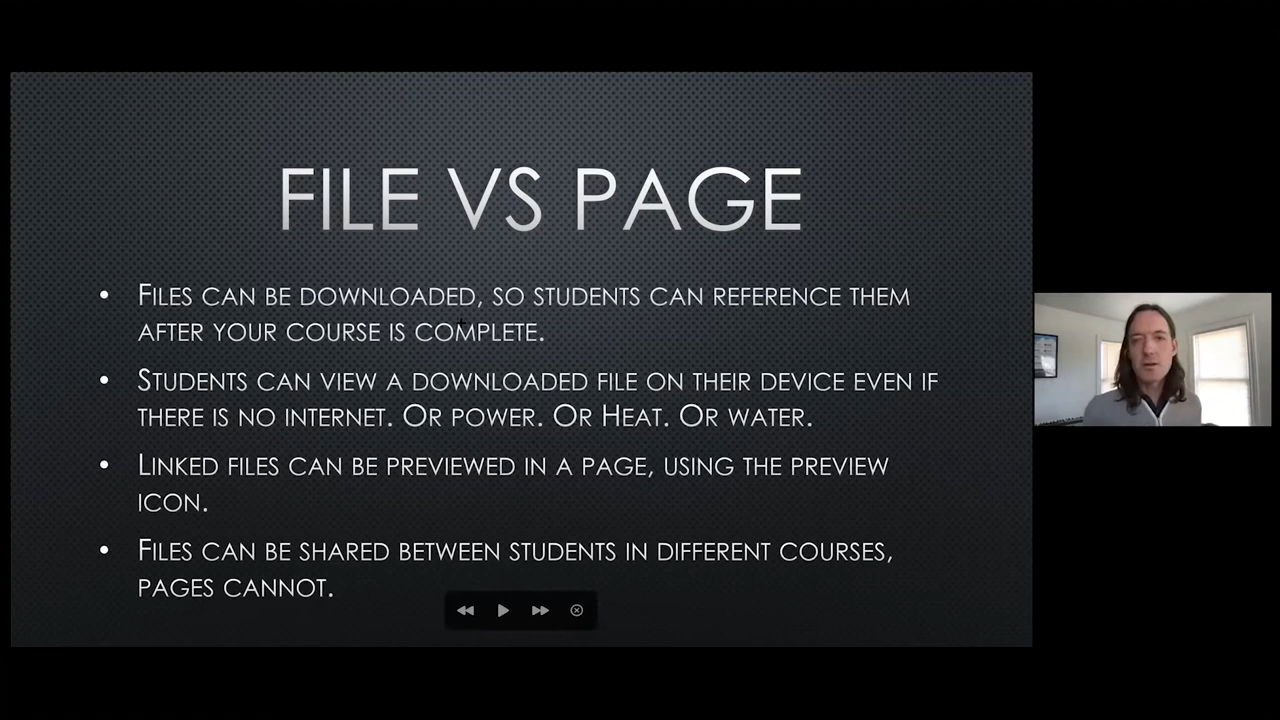 FILE VS PAGE
• FILES CAN BE DOWNLOADED, SO STUDENTS CAN REFERENCE THEM
AFTER YOUR COURSE IS COMPLETE.
• STUDENTS CAN VIEW A DOWNLOADED FILE ON THEIR DEVICE EVEN IF
THERE IS NO INTERNET. OR POWER. OR HEAT. OR WATER.
• LINKED FILES CAN BE PREVIEWED IN A PAGE, USING THE PREVIEW
ICON.
• FILES CAN BE SHARED BETWEEN STUDENTS IN DIFFERENT COURSES,
PAGES CANNOT.